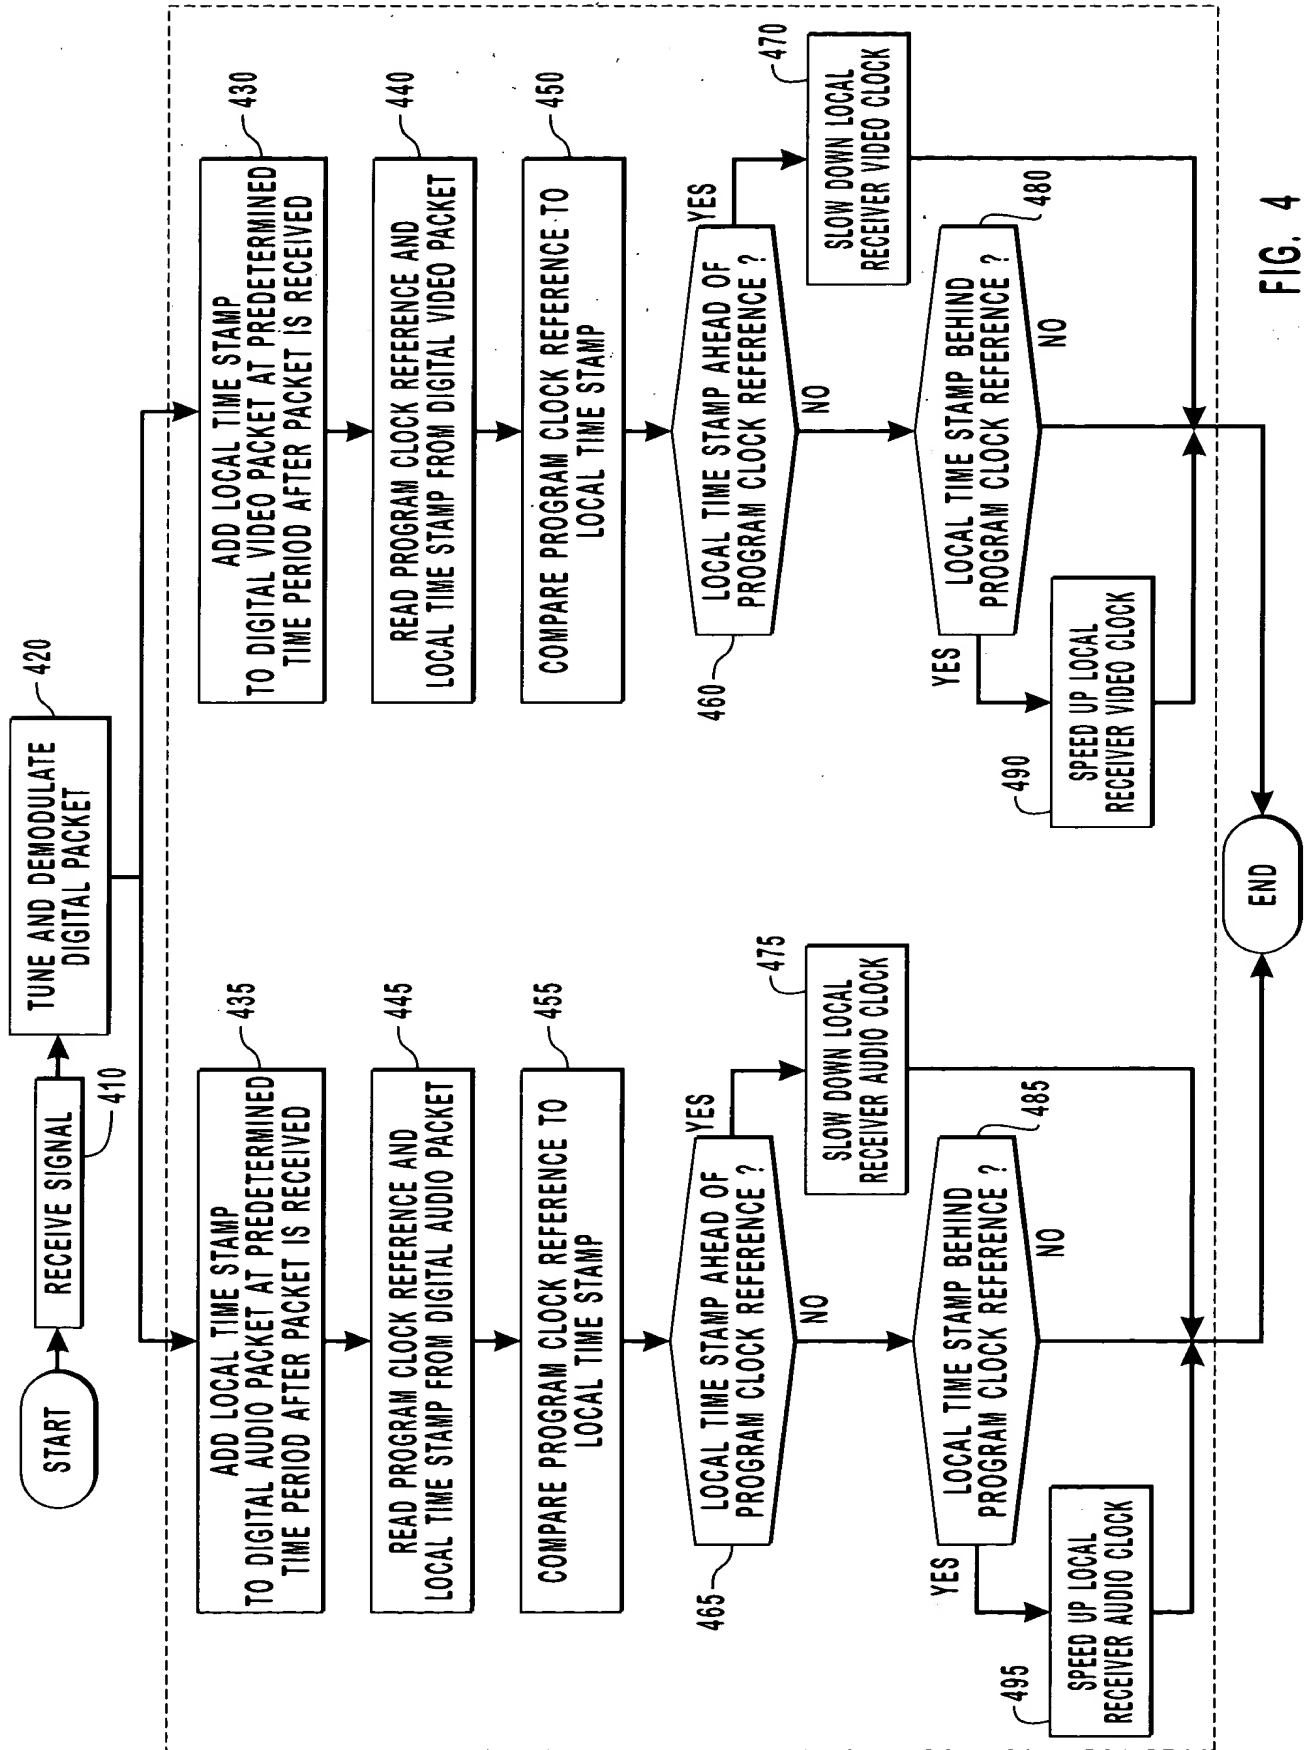 START
RECEIVE SIGNAL
410
TUNE AND DEMODULATE
DIGITAL PACKET
420
435
ADD LOCAL TIME STAMP
TO DIGITAL AUDIO PACKET AT PREDETERMINED
TIME PERIOD AFTER PACKET IS RECEIVED
445
READ PROGRAM CLOCK REFERENCE AND
LOCAL TIME STAMP FROM DIGITAL AUDIO PACKET
455
COMPARE PROGRAM CLOCK REFERENCE TO
LOCAL TIME STAMP
465
LOCAL TIME STAMP AHEAD OF
PROGRAM CLOCK REFERENCE ?
YES
NO
475
SLOW DOWN LOCAL
RECEIVER AUDIO CLOCK
485
LOCAL TIME STAMP BEHIND
PROGRAM CLOCK REFERENCE ?
YES
NO
495
SPEED UP LOCAL
RECEIVER AUDIO CLOCK
430
ADD LOCAL TIME STAMP
TO DIGITAL VIDEO PACKET AT PREDETERMINED
TIME PERIOD AFTER PACKET IS RECEIVED
440
READ PROGRAM CLOCK REFERENCE AND
LOCAL TIME STAMP FROM DIGITAL VIDEO PACKET
450
COMPARE PROGRAM CLOCK REFERENCE TO
LOCAL TIME STAMP
460
LOCAL TIME STAMP AHEAD OF
PROGRAM CLOCK REFERENCE ?
YES
NO
470
SLOW DOWN LOCAL
RECEIVER VIDEO CLOCK
480
LOCAL TIME STAMP BEHIND
PROGRAM CLOCK REFERENCE ?
YES
NO
490
SPEED UP LOCAL
RECEIVER VIDEO CLOCK
END
FIG. 4